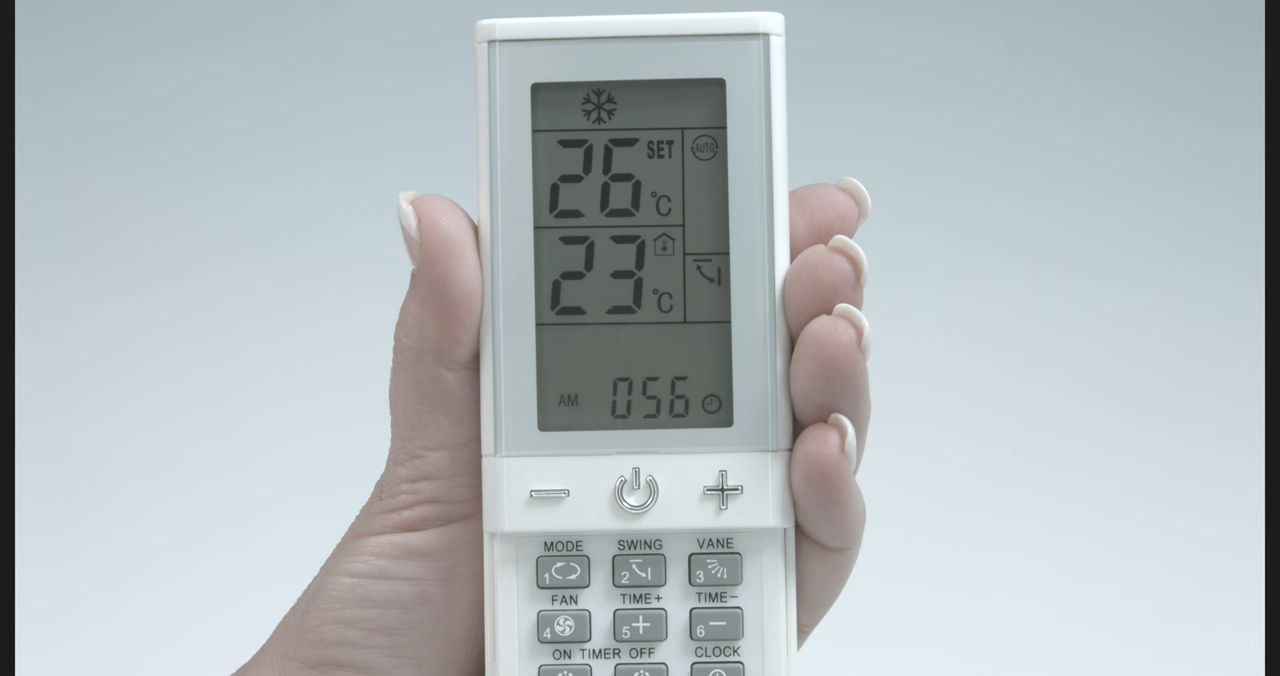 26 SET AUTO
°C
23
°C
AM 056
MODE SWING VANE
1 2 3
FAN TIME+ TIME−
4 5 + 6 −
ON TIMER OFF CLOCK